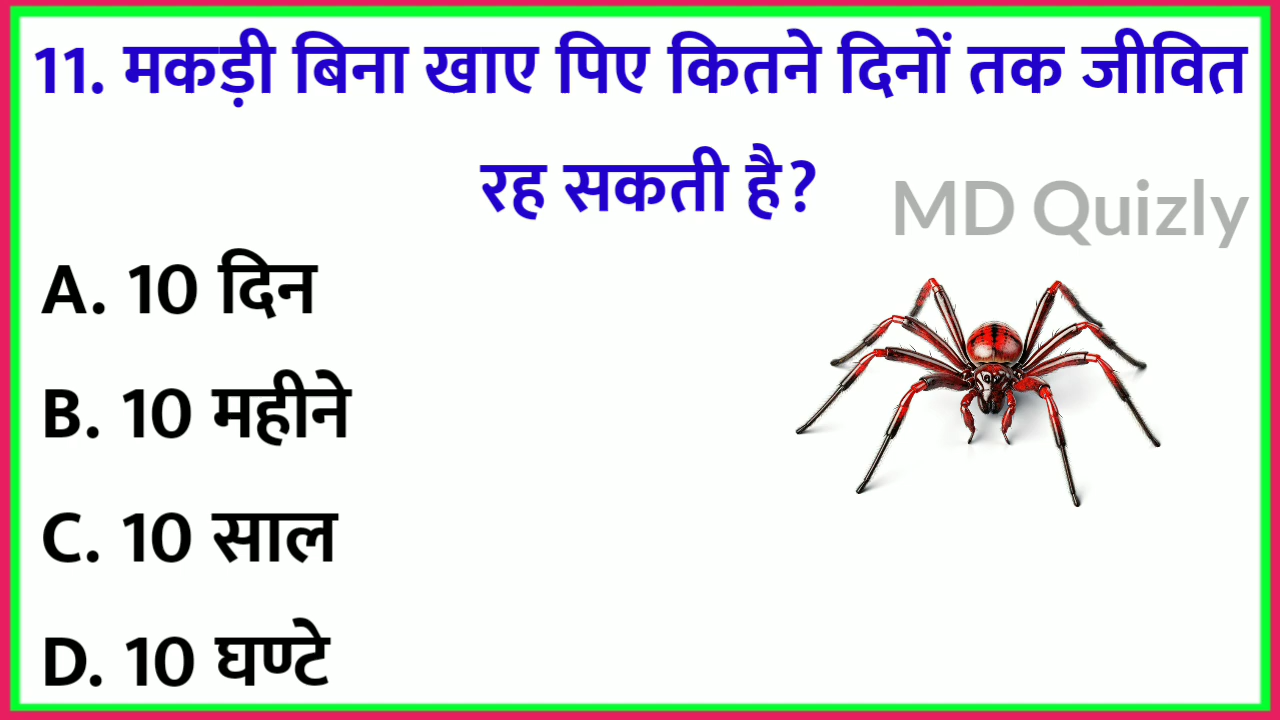 11. मकड़ी बिना खाए पिए कितने दिनों तक जीवित
रह सकती है?
MD Quizly
A. 10 दिन
B. 10 महीने
C. 10 साल
D. 10 घण्टे